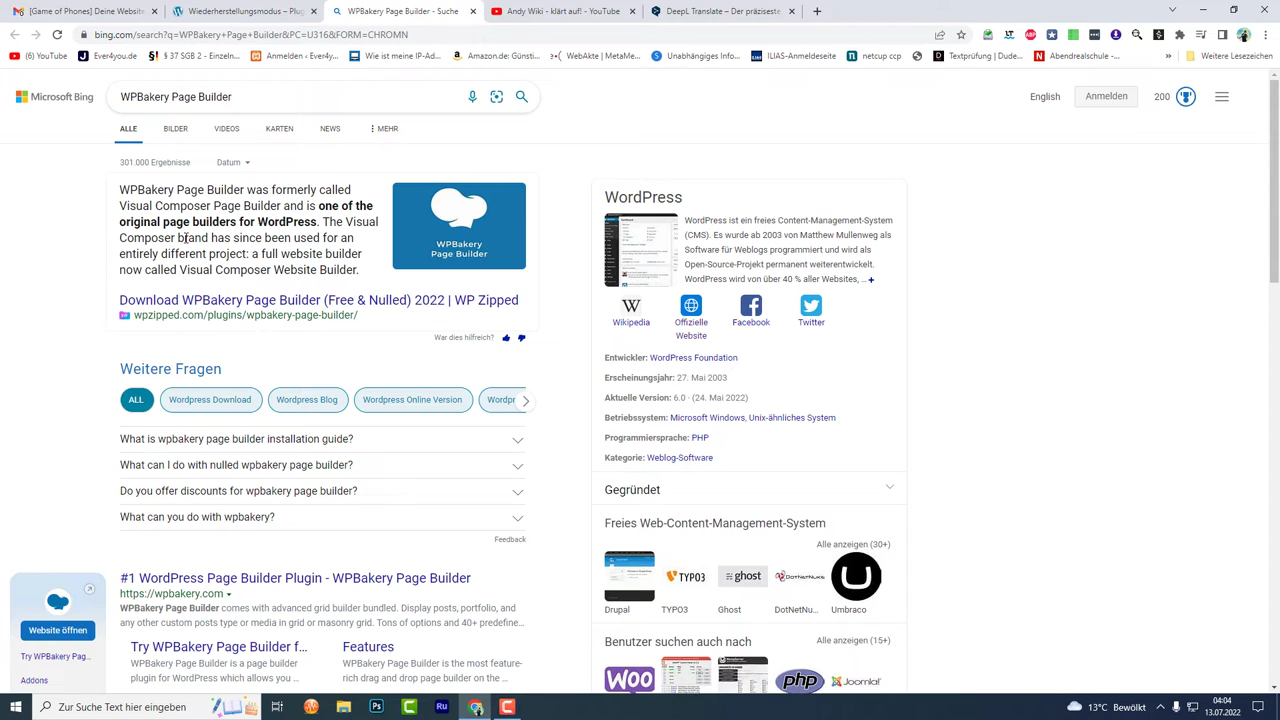 [Game of Phones] Deine Website
Wiederherstellungsmodus – Plug
WPBakery Page Builder - Suche
Andy Wiki - klärt auf! - YouTube
DeepL Translate – Der präziseste
bing.com/search?q=WPBakery+Page+Builder&PC=U316&FORM=CHROMN
(6) YouTube
Ever4you.de
§ 37 SGB 2 - Einzeln...
Anmelden ‹ Ever4y...
Wie ist meine IP-Ad...
Amazon.de: Günsti...
WebAkte | MetaMe...
Unabhängiges Info...
ILIAS-Anmeldeseite
netcup ccp
Textprüfung | Dude...
Abendrealschule -
»
Weitere Lesezeichen
Microsoft Bing
WPBakery Page Builder
English
Anmelden
200
ALLE
BILDER
VIDEOS
KARTEN
NEWS
MEHR
301.000 Ergebnisse
Datum
WPBakery Page Builder was formerly called
Visual Composer Page Builder and is one of the
original page builders for WordPress. The Visual
Composer brand has since been used for an
entirely different project: a full website builder
they call Visual Composer Website Builder.
WPBakery
Page Builder
Download WPBakery Page Builder (Free & Nulled) 2022 | WP Zipped
wpzipped.com/plugins/wpbakery-page-builder/
War dies hilfreich?
Weitere Fragen
ALL
Wordpress Download
Wordpress Blog
Wordpress Online Version
Wordpr
What is wpbakery page builder installation guide?
What can I do with nulled wpbakery page builder?
Do you offer discounts for wpbakery page builder?
What can you do with wpbakery?
Feedback
#1 WordPress Page Builder Plugin - WPBakery Page Builder
https://wpbakery.com
WPBakery Page Builder comes with advanced grid builder bundled. Display posts, portfolio, and
any other custom posts type or media in grid or masonry grid. Tons of options and 40+ predefine...
Try WPBakery Page Builder f...
WPBakery Page Builder is a page builder
plugin for WordPress which allows
Features
WPBakery Page Builder is the most feature-
rich drag and drop page builder on the ...
Website öffnen
Try WPBakery Pag...
Addons
WordPress
WordPress ist ein freies Content-Management-System
(CMS). Es wurde ab 2003 von Matthew Mullenweg als
Software für Weblogs programmiert und wird als
Open-Source-Projekt permanent weiterentwickelt.
WordPress wird von über 40 % aller Websites, ... +
Wikipedia
Offizielle
Website
Facebook
Twitter
Entwickler: WordPress Foundation
Erscheinungsjahr: 27. Mai 2003
Aktuelle Version: 6.0 · (24. Mai 2022)
Betriebssystem: Microsoft Windows, Unix-ähnliches System
Programmiersprache: PHP
Kategorie: Weblog-Software
Gegründet
Freies Web-Content-Management-System
Alle anzeigen (30+)
TYPO3
ghost
DOTNETNUKE
Drupal
TYPO3
Ghost
DotNetNu...
Umbraco
Benutzer suchen auch nach
Alle anzeigen (15+)
WOO
php
Joomla!
Zur Suche Text hier eingeben
Ps
C
Ru
C
13°C Bewölkt
04:04
13.07.2022